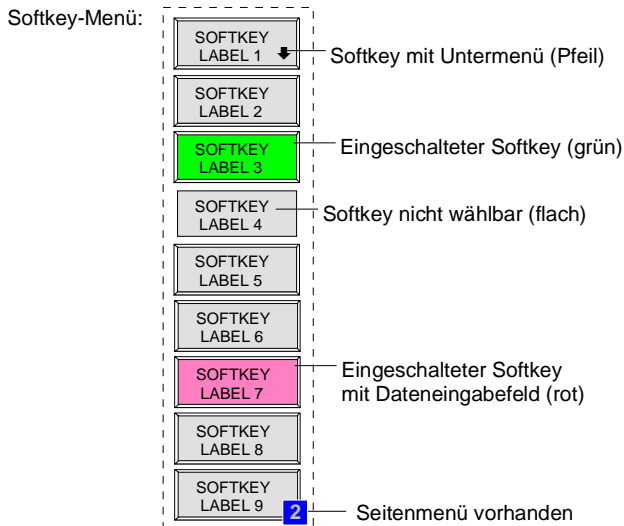 Softkey-Menü:
SOFTKEY
LABEL 1
Softkey mit Untermenü (Pfeil)
SOFTKEY
LABEL 2
SOFTKEY
LABEL 3
Eingeschalteter Softkey (grün)
SOFTKEY
LABEL 4
Softkey nicht wählbar (flach)
SOFTKEY
LABEL 5
SOFTKEY
LABEL 6
SOFTKEY
LABEL 7
Eingeschalteter Softkey
mit Dateneingabefeld (rot)
SOFTKEY
LABEL 8
SOFTKEY
LABEL 9
2
Seitenmenü vorhanden